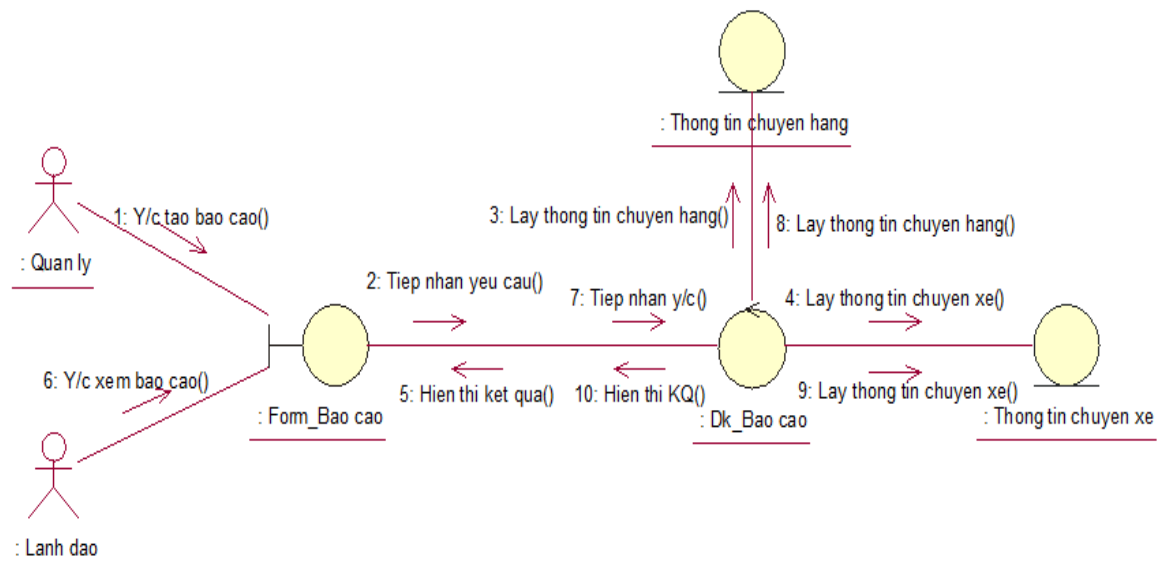 : Thong tin chuyen hang
1: Y/c tao bao cao()
3: Lay thong tin chuyen hang()
8: Lay thong tin chuyen hang()
: Quan ly
2: Tiep nhan yeu cau()
7: Tiep nhan y/c()
4: Lay thong tin chuyen xe()
6: Y/c xem bao cao()
5: Hien thi ket qua()
10: Hien thi KQ()
9: Lay thong tin chuyen xe()
: Form_Bao cao
: Dk_Bao cao
: Thong tin chuyen xe
: Lanh dao